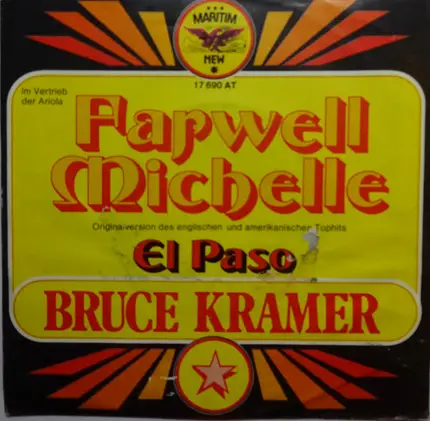 MARITIM
NEW
17 690 AT
Im Vertrieb
der Ariola
Farwell
Michelle
Originalversion des englischen und amerikanischen Tophits
El Paso
BRUCE KRAMER